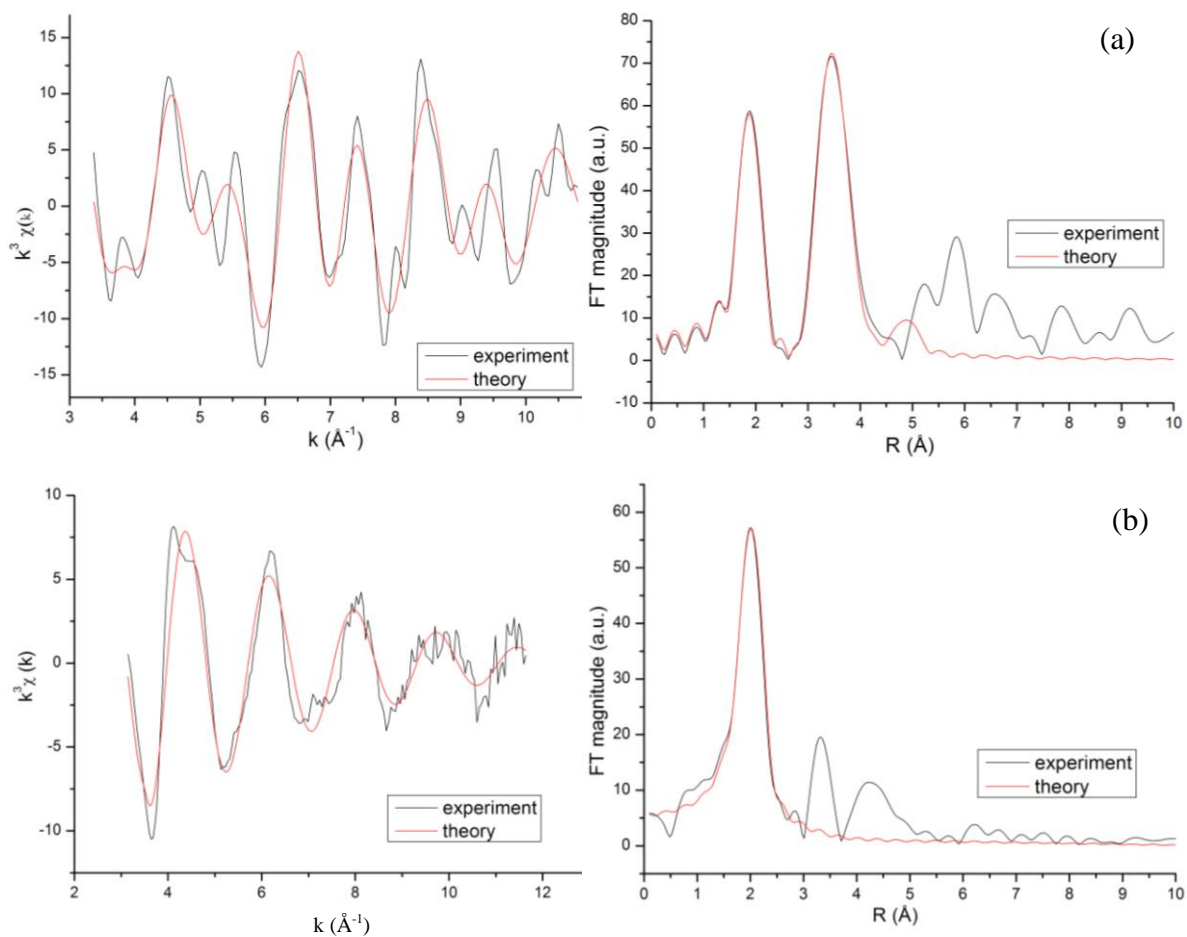 (a)
15
10
5
0
-5
-10
-15
k³ χ(k)
experiment
theory
3 4 5 6 7 8 9 10
k (Å⁻¹)
80
70
60
50
40
30
20
10
0
-10
FT magnitude (a.u.)
experiment
theory
0 1 2 3 4 5 6 7 8 9 10
R (Å)
(b)
10
5
0
-5
-10
k³χ (k)
experiment
theory
2 4 6 8 10 12
k (Å⁻¹)
60
50
40
30
20
10
0
FT magnitude (a.u.)
experiment
theory
0 1 2 3 4 5 6 7 8 9 10
R (Å)